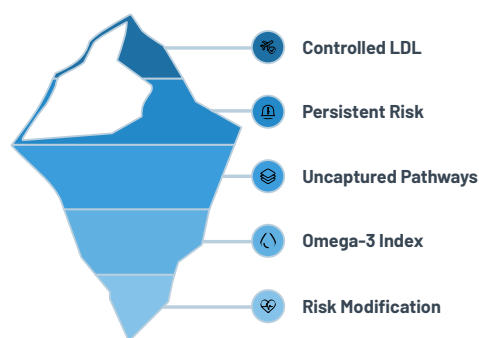 Controlled LDL
Persistent Risk
Uncaptured Pathways
Omega-3 Index
Risk Modification